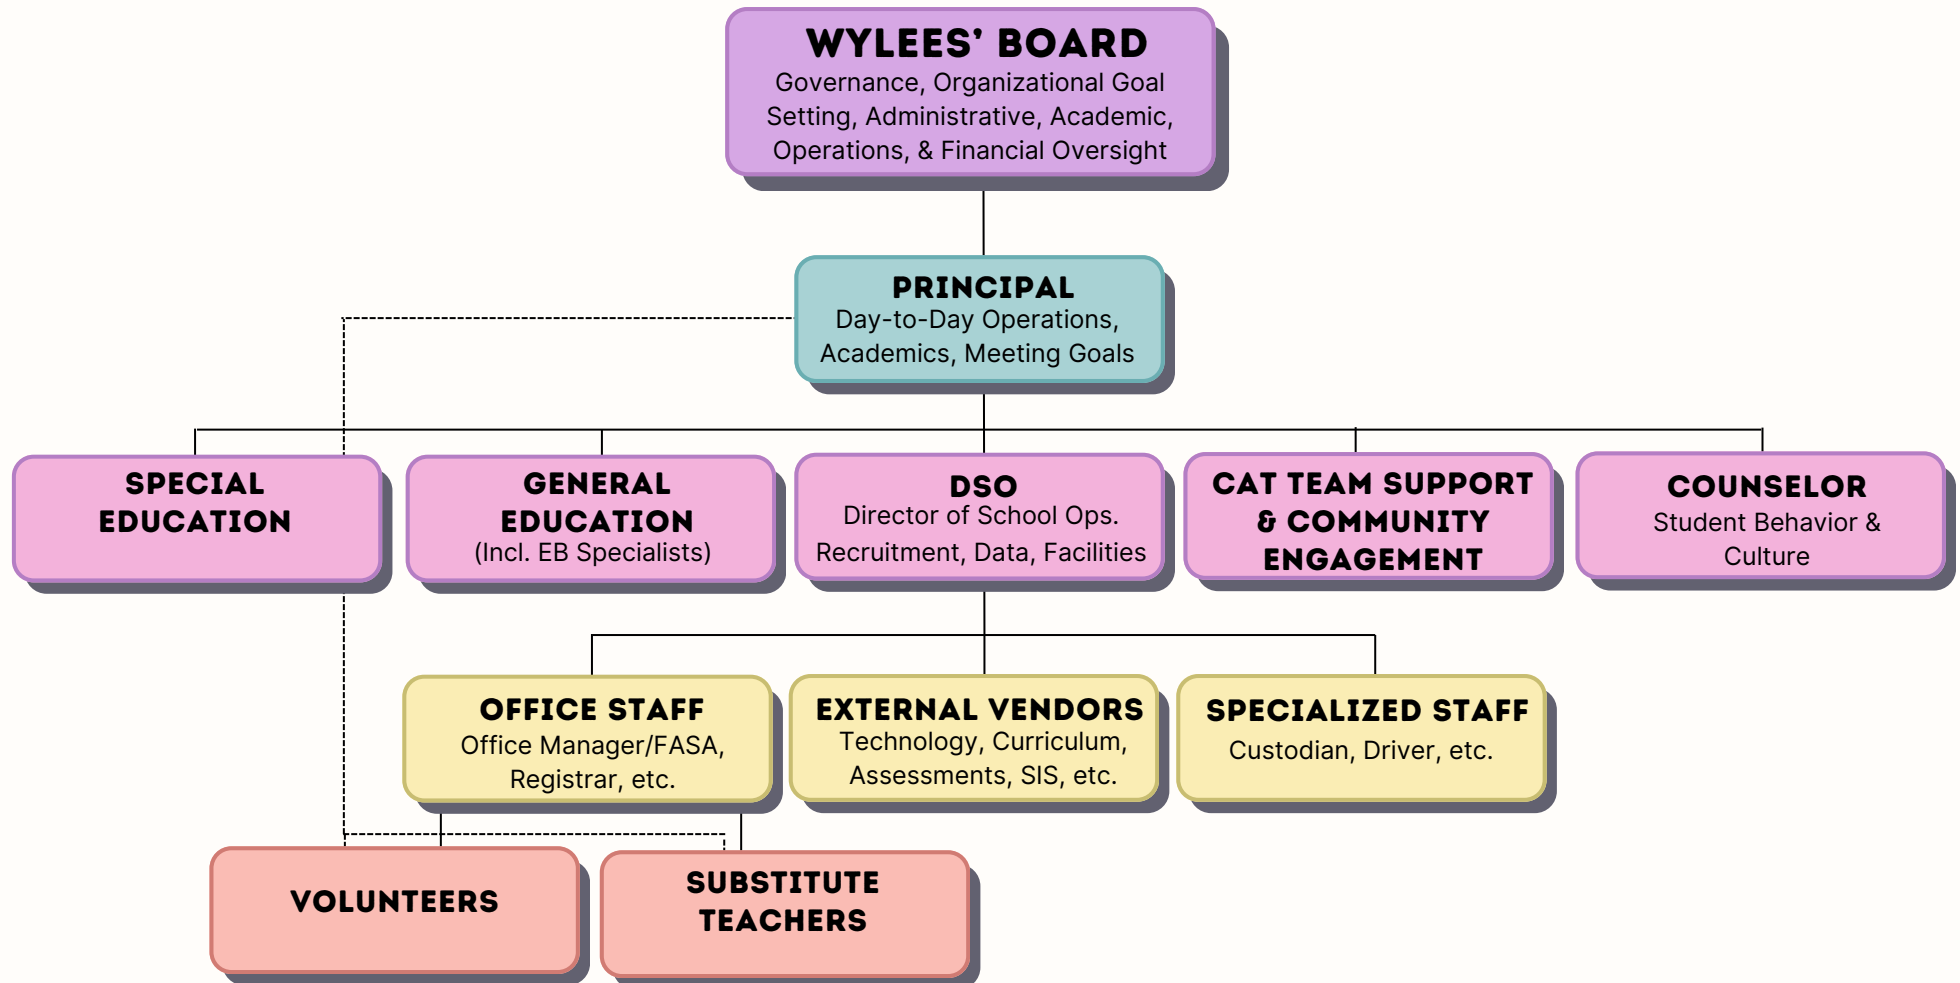 WYLEES’ BOARD
Governance, Organizational Goal
Setting, Administrative, Academic,
Operations, & Financial Oversight
PRINCIPAL
Day-to-Day Operations,
Academics, Meeting Goals
SPECIAL
EDUCATION
GENERAL
EDUCATION
(Incl. EB Specialists)
DSO
Director of School Ops.
Recruitment, Data, Facilities
CAT TEAM SUPPORT
& COMMUNITY
ENGAGEMENT
COUNSELOR
Student Behavior &
Culture
OFFICE STAFF
Office Manager/FASA,
Registrar, etc.
EXTERNAL VENDORS
Technology, Curriculum,
Assessments, SIS, etc.
SPECIALIZED STAFF
Custodian, Driver, etc.
VOLUNTEERS
SUBSTITUTE
TEACHERS